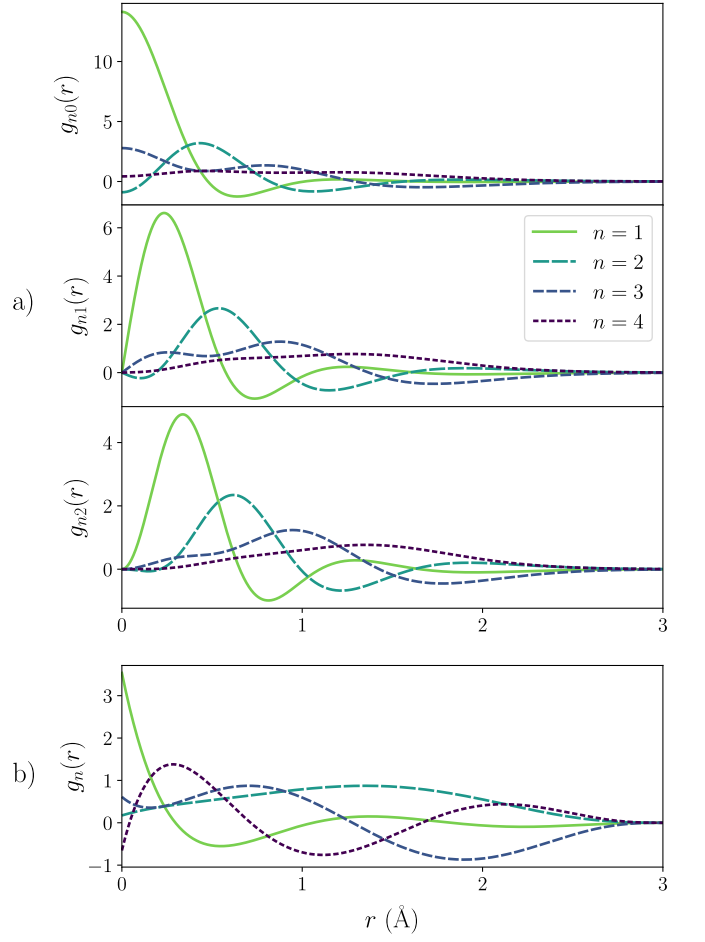 a)
g_{n0}(r)
10
5
0
g_{n1}(r)
6
4
2
0
n = 1
n = 2
n = 3
n = 4
g_{n2}(r)
4
2
0
0 1 2 3
b)
g_n(r)
3
2
1
0
−1
0 1 2 3
r (Å)